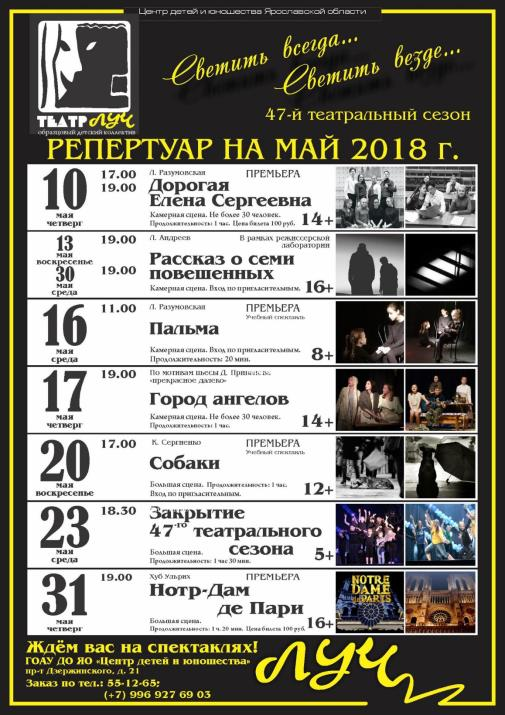 Центр детей и юношества Ярославской области
ТЕАТР ЛУЧ
образцовый детский коллектив
Светить всегда...
Светить везде...
47-й театральный сезон
РЕПЕРТУАР НА МАЙ 2018 г.
10
мая
четверг
17.00
19.00
Л. Разумовская ПРЕМЬЕРА
Дорогая
Елена Сергеевна
Камерная сцена. Не более 30 человек.
Продолжительность: 1 час. Цена билета 100 руб. 14+
13
мая
воскресенье
30
мая
среда
19.00
19.00
Л. Андреев В рамках режиссерской
лаборатории
Рассказ о семи
повешенных
Камерная сцена. Вход по пригласительным. 16+
16
мая
среда
11.00
Л. Разумовская ПРЕМЬЕРА
Учебный спектакль
Пальма
Камерная сцена. Вход по пригласительным.
Продолжительность: 20 мин. 8+
17
мая
четверг
19.00
По мотивам пьесы Д.
«прекрасное далеко»
Город ангелов
Камерная сцена. Не более 30 человек.
Продолжительность: 1 час. 14+
20
мая
воскресенье
17.00
К. Сергиенко ПРЕМЬЕРА
Учебный спектакль
Собаки
Большая сцена. Продолжительность: 1 час.
Вход по пригласительным. 12+
23
мая
среда
18.30
Закрытие
47-го театрального
сезона
Большая сцена.
Продолжительность: 1 час 30 мин. 5+
31
мая
четверг
19.00
Хуб Ульрих ПРЕМЬЕРА
Нотр-Дам
де Пари
Большая сцена.
Продолжительность: 1 ч. 20 мин. Цена билета 100 руб. 16+
NOTRE
DAME
DE PARIS
Ждём вас на спектаклях!
ГОАУ ДО ЯО «Центр детей и юношества»
пр-т Дзержинского, д. 21
Заказ по тел.: 55-12-65;
(+7) 996 927 69 03
ЛУЧ